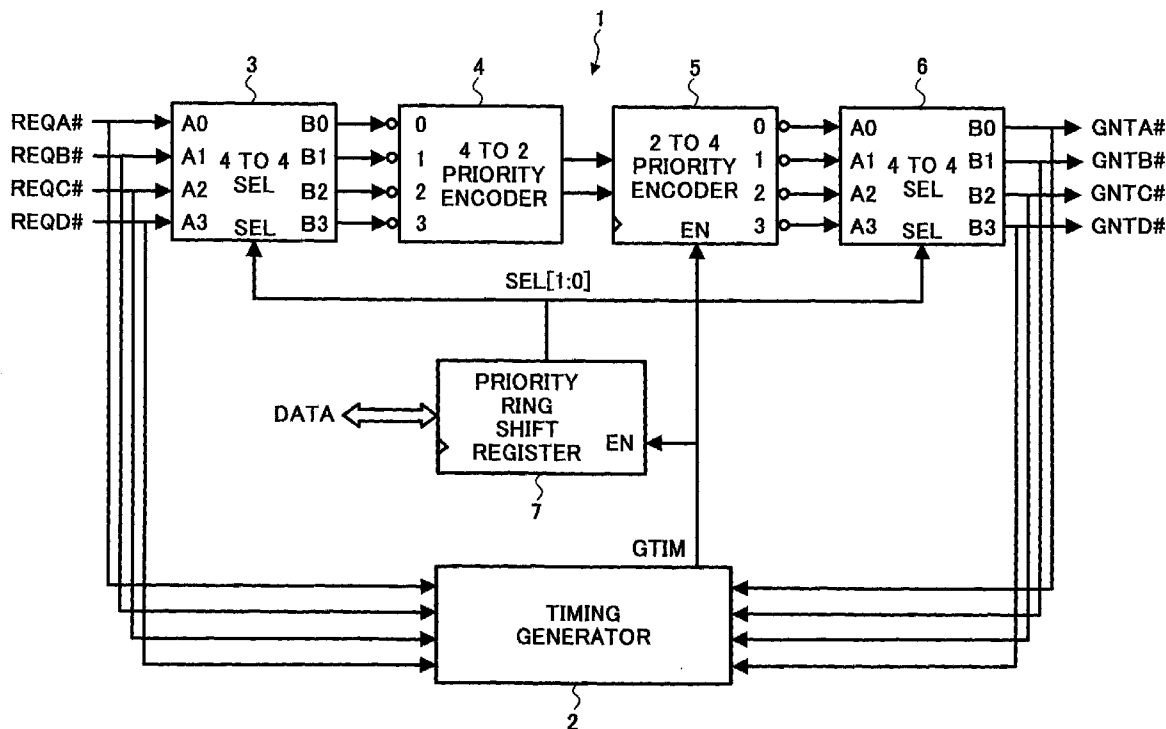 1
3
4
5
6
REQA#
REQB#
REQC#
REQD#
A0
A1
A2
A3
4 TO 4
SEL
SEL
B0
B1
B2
B3
0
1
2
3
4 TO 2
PRIORITY
ENCODER
2 TO 4
PRIORITY
ENCODER
EN
0
1
2
3
A0
A1
A2
A3
4 TO 4
SEL
SEL
B0
B1
B2
B3
GNTA#
GNTB#
GNTC#
GNTD#
SEL[1:0]
DATA
PRIORITY
RING
SHIFT
REGISTER
EN
7
GTIM
TIMING
GENERATOR
2